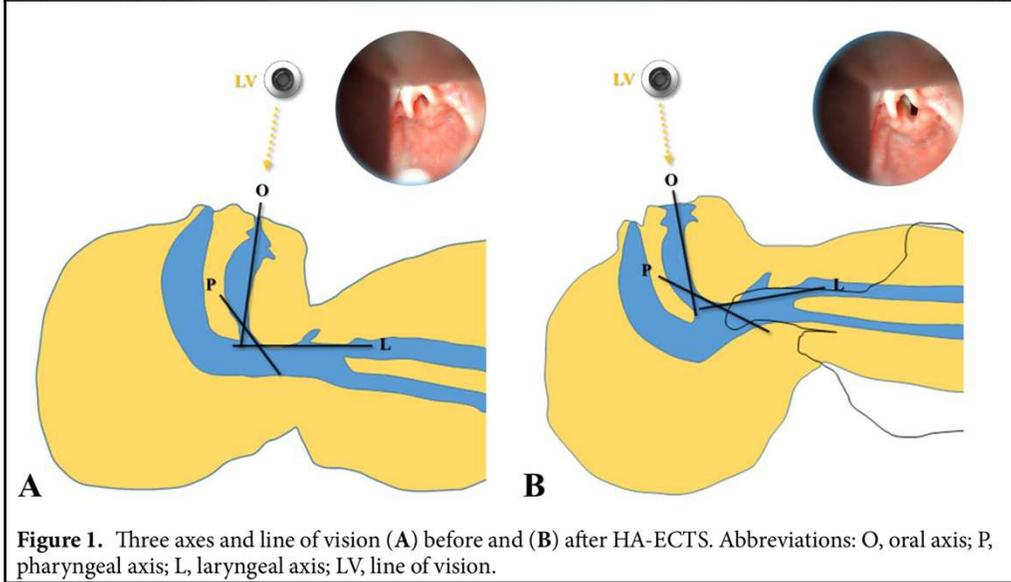 LV
LV
O
O
P
P
L
L
A
B
Figure 1. Three axes and line of vision (A) before and (B) after HA-ECTS. Abbreviations: O, oral axis; P,
pharyngeal axis; L, laryngeal axis; LV, line of vision.